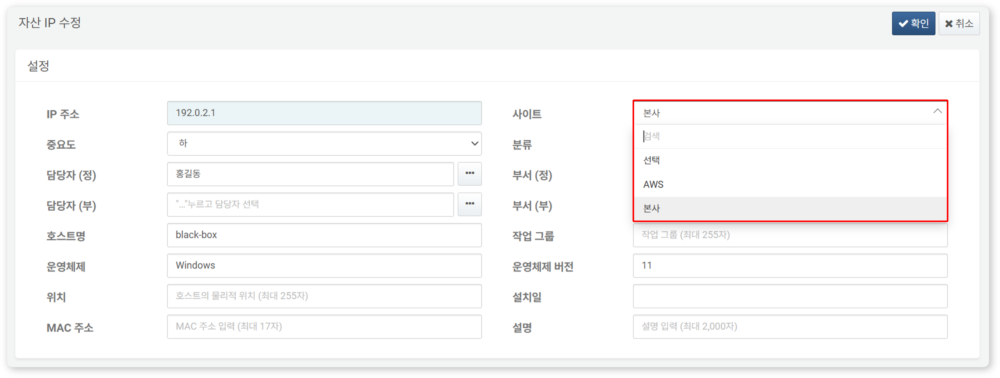 자산 IP 수정
확인
취소
설정
IP 주소
192.0.2.1
사이트
본사
검색
선택
AWS
본사
중요도
하
분류
담당자 (정)
홍길동
부서 (정)
담당자 (부)
"..."누르고 담당자 선택
부서 (부)
호스트명
black-box
작업 그룹
작업 그룹 (최대 255자)
운영체제
Windows
운영체제 버전
11
위치
호스트의 물리적 위치 (최대 255자)
설치일
MAC 주소
MAC 주소 입력 (최대 17자)
설명
설명 입력 (최대 2,000자)